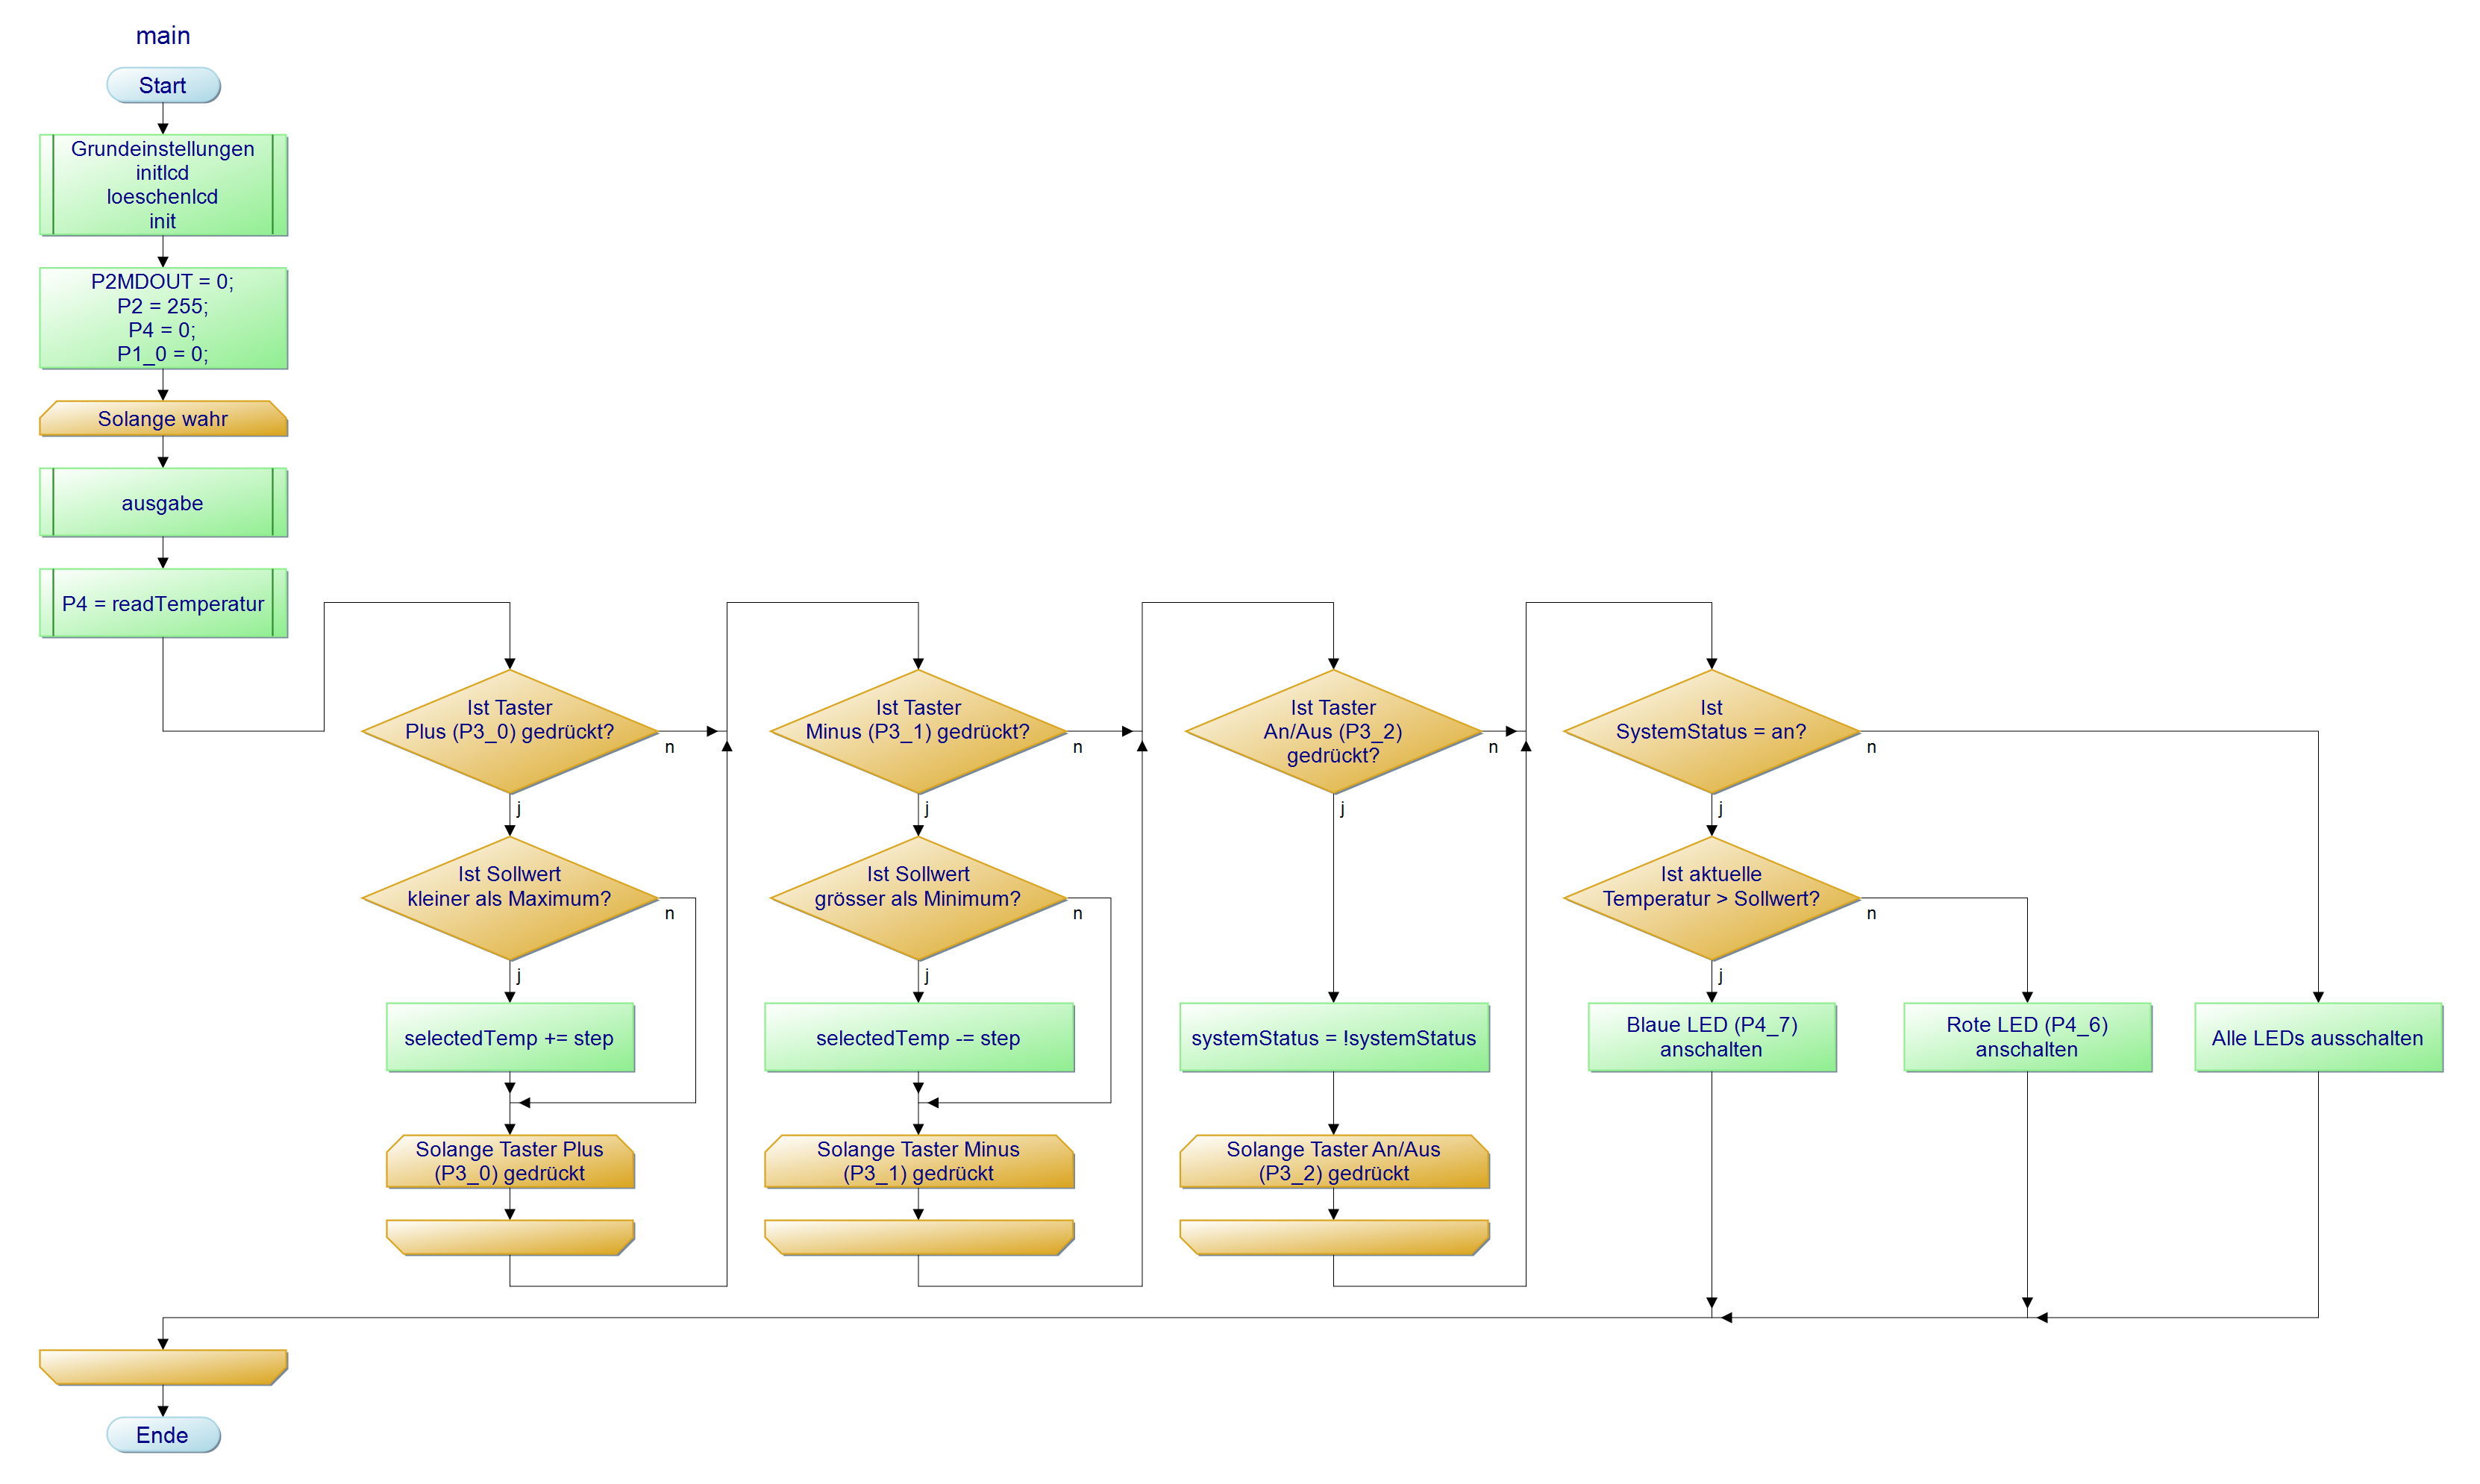 main
Start
Grundeinstellungen
initlcd
loeschenlcd
init
P2MDOUT = 0;
P2 = 255;
P4 = 0;
P1_0 = 0;
Solange wahr
ausgabe
P4 = readTemperatur
Ist Taster
Plus (P3_0) gedrückt?
n
j
Ist Sollwert
kleiner als Maximum?
n
j
selectedTemp += step
Solange Taster Plus
(P3_0) gedrückt
Ist Taster
Minus (P3_1) gedrückt?
n
j
Ist Sollwert
grösser als Minimum?
n
j
selectedTemp -= step
Solange Taster Minus
(P3_1) gedrückt
Ist Taster
An/Aus (P3_2)
gedrückt?
n
j
systemStatus = !systemStatus
Solange Taster An/Aus
(P3_2) gedrückt
Ist
SystemStatus = an?
n
j
Ist aktuelle
Temperatur > Sollwert?
n
j
Blaue LED (P4_7)
anschalten
Rote LED (P4_6)
anschalten
Alle LEDs ausschalten
Ende